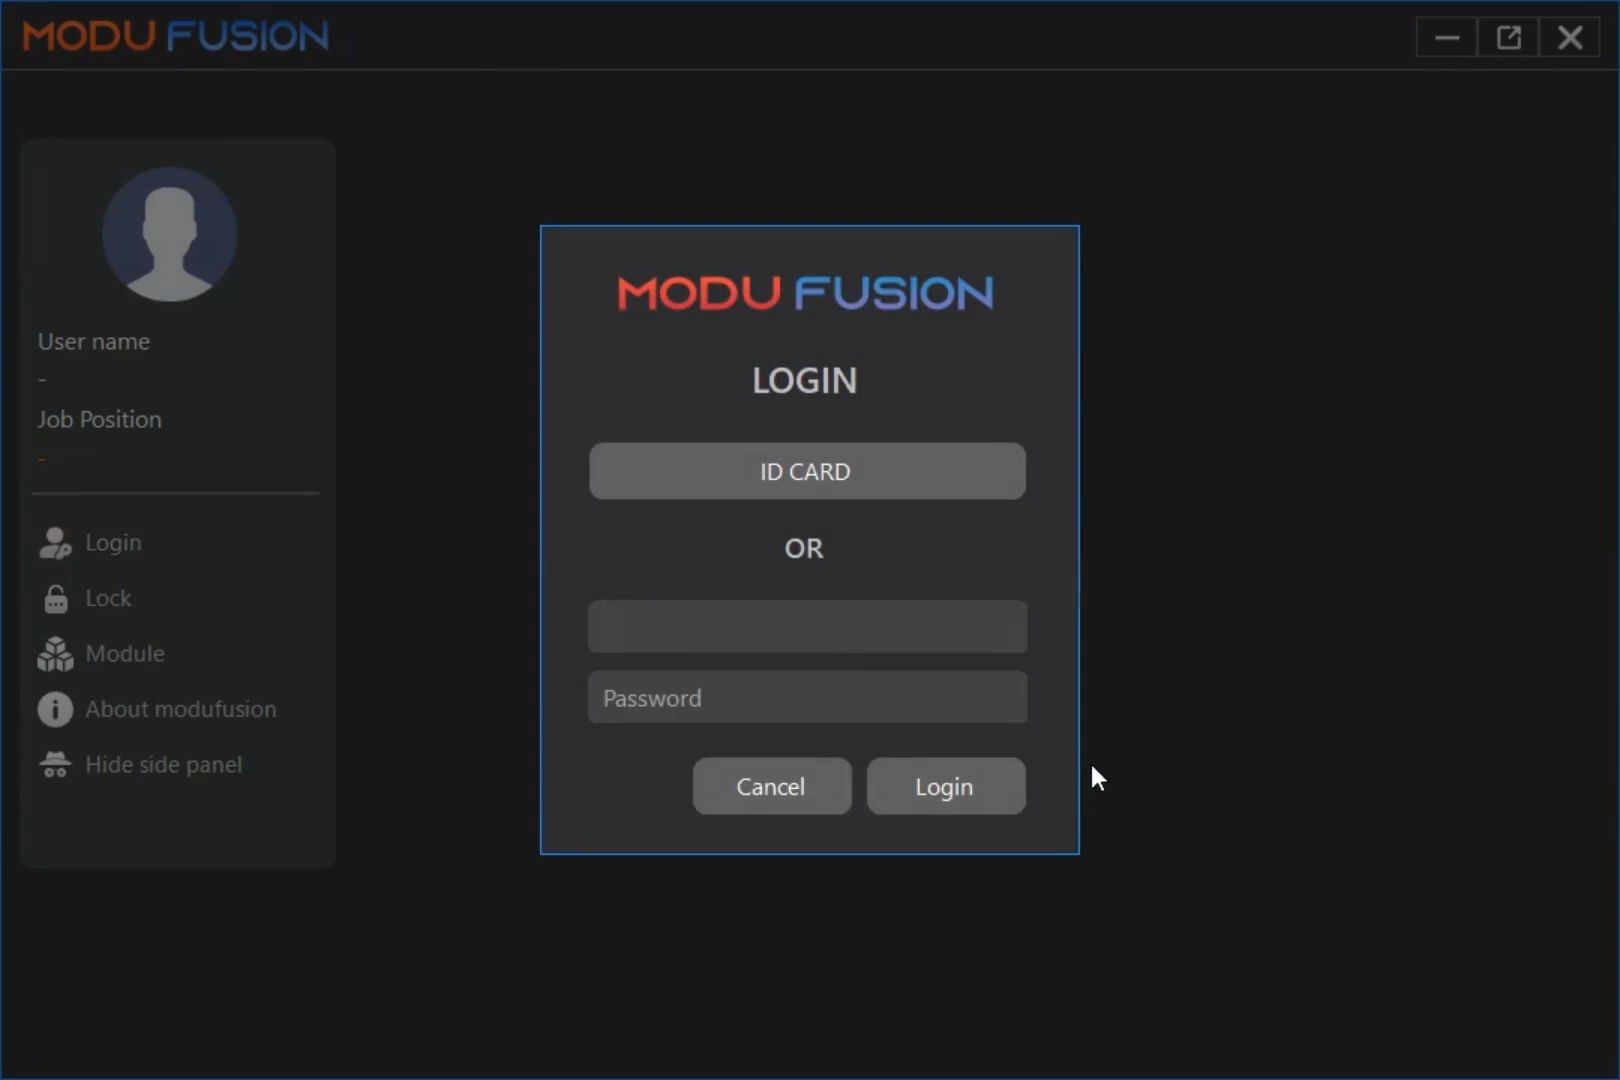 MODU FUSION
User name
-
Job Position
-
Login
Lock
Module
About modufusion
Hide side panel
MODU FUSION
LOGIN
ID CARD
OR
Password
Cancel
Login